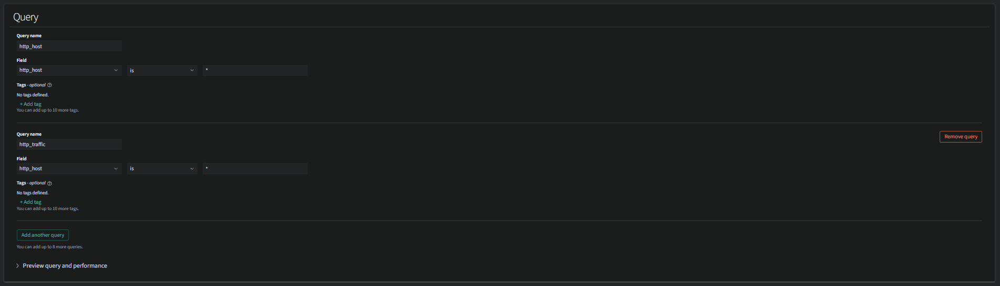 Query
Query name
http_host
Field
http_host is *
Tags - optional
No tags defined.
+ Add tag
You can add up to 10 more tags.
Query name
Remove query
http_traffic
Field
http_host is *
Tags - optional
No tags defined.
+ Add tag
You can add up to 10 more tags.
Add another query
You can add up to 8 more queries.
Preview query and performance